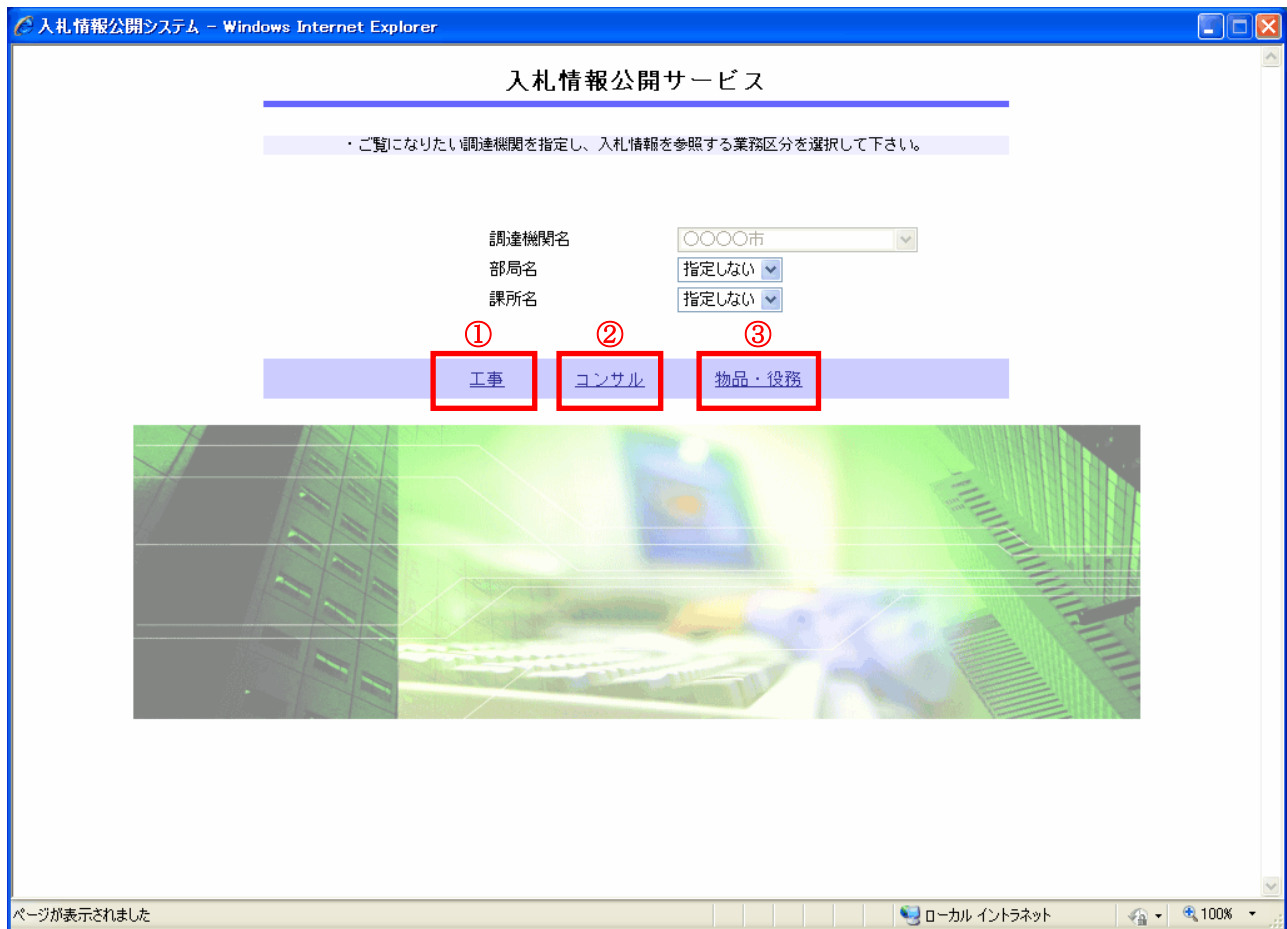 入札情報公開システム - Windows Internet Explorer
入札情報公開サービス
・ご覧になりたい調達機関を指定し、入札情報を参照する業務区分を選択して下さい。
調達機関名 〇〇〇〇市
部局名 指定しない
課所名 指定しない
① ② ③
工事 コンサル 物品・役務
ページが表示されました ローカル イントラネット 100%